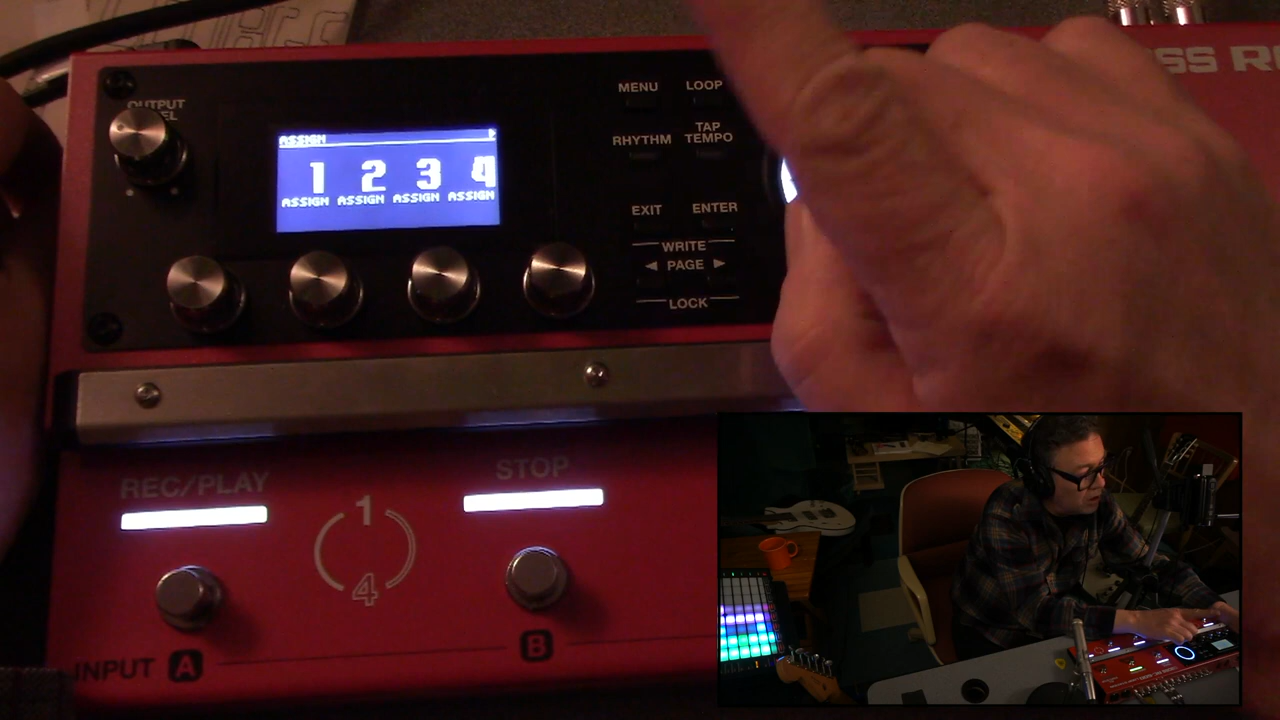 OUTPUT
MENU
LOOP
SS R
ASSIGN
RHYTHM
TAP
TEMPO
1 2 3 4
ASSIGN ASSIGN ASSIGN ASSIGN
EXIT
ENTER
WRITE
◄ PAGE ►
LOCK
REC/PLAY
1
4
STOP
INPUT A
B